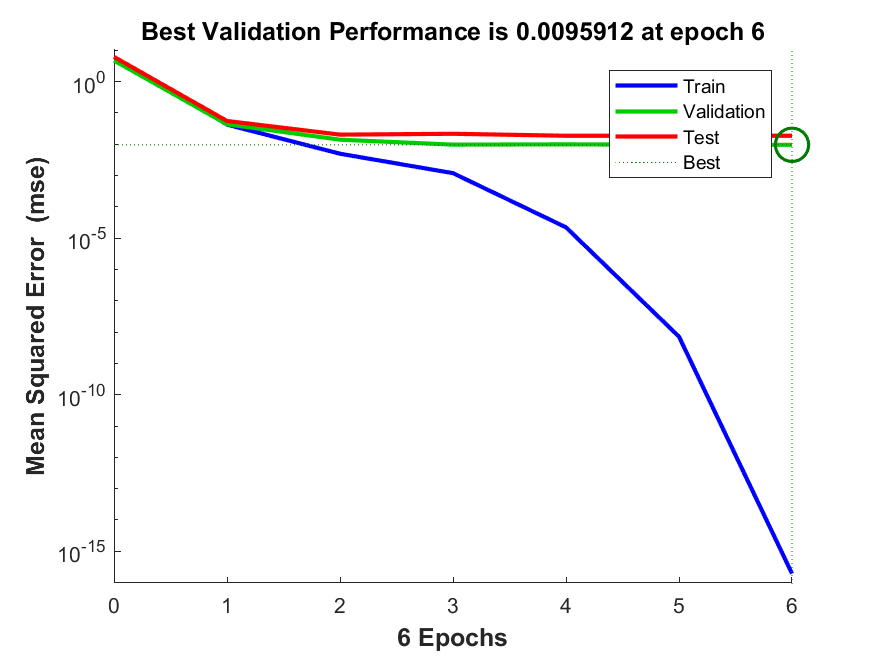 Best Validation Performance is 0.0095912 at epoch 6
Mean Squared Error (mse)
10^0
10^-5
10^-10
10^-15
Train
Validation
Test
Best
0 1 2 3 4 5 6
6 Epochs